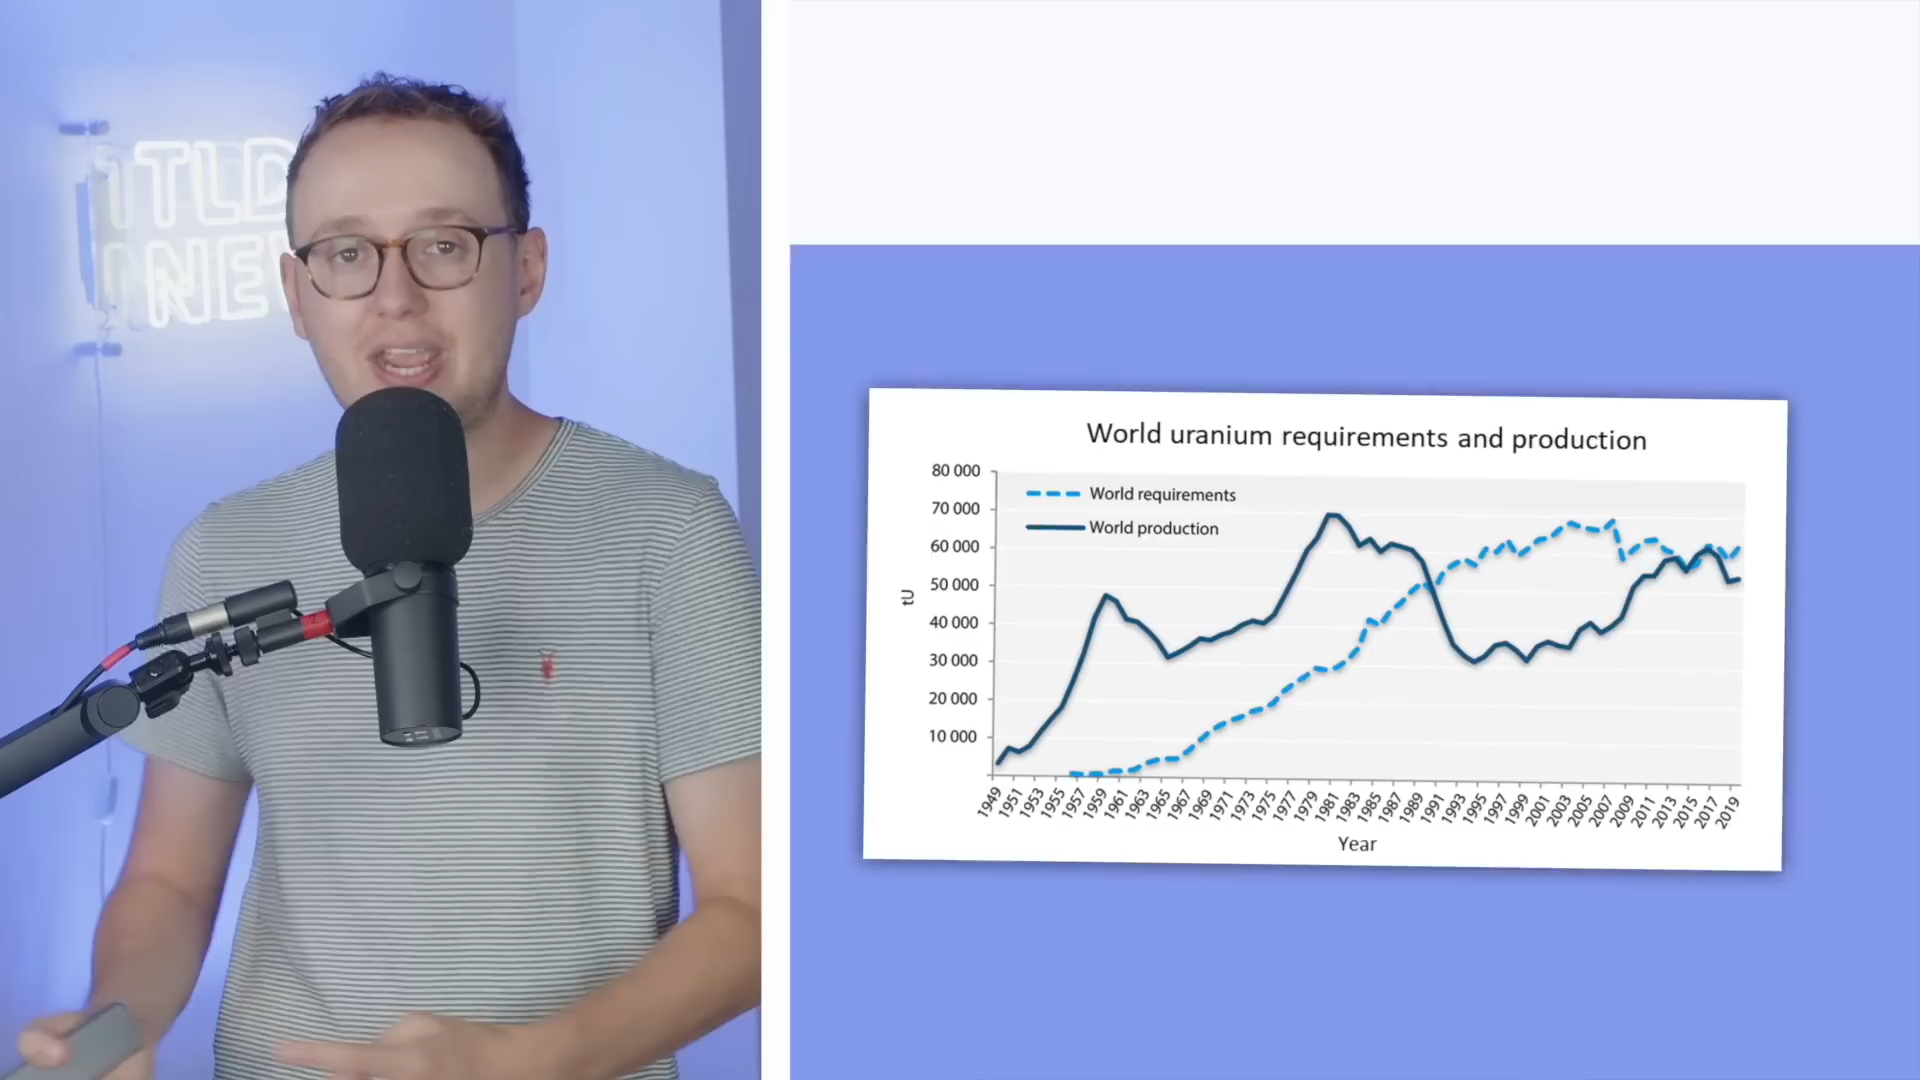 TLD
NEW
World uranium requirements and production
80 000
70 000
60 000
50 000
40 000
30 000
20 000
10 000
tU
World requirements
World production
1949 1951 1953 1955 1957 1959 1961 1963 1965 1967 1969 1971 1973 1975 1977 1979 1981 1983 1985 1987 1989 1991 1993 1995 1997 1999 2001 2003 2005 2007 2009 2011 2013 2015 2017 2019
Year